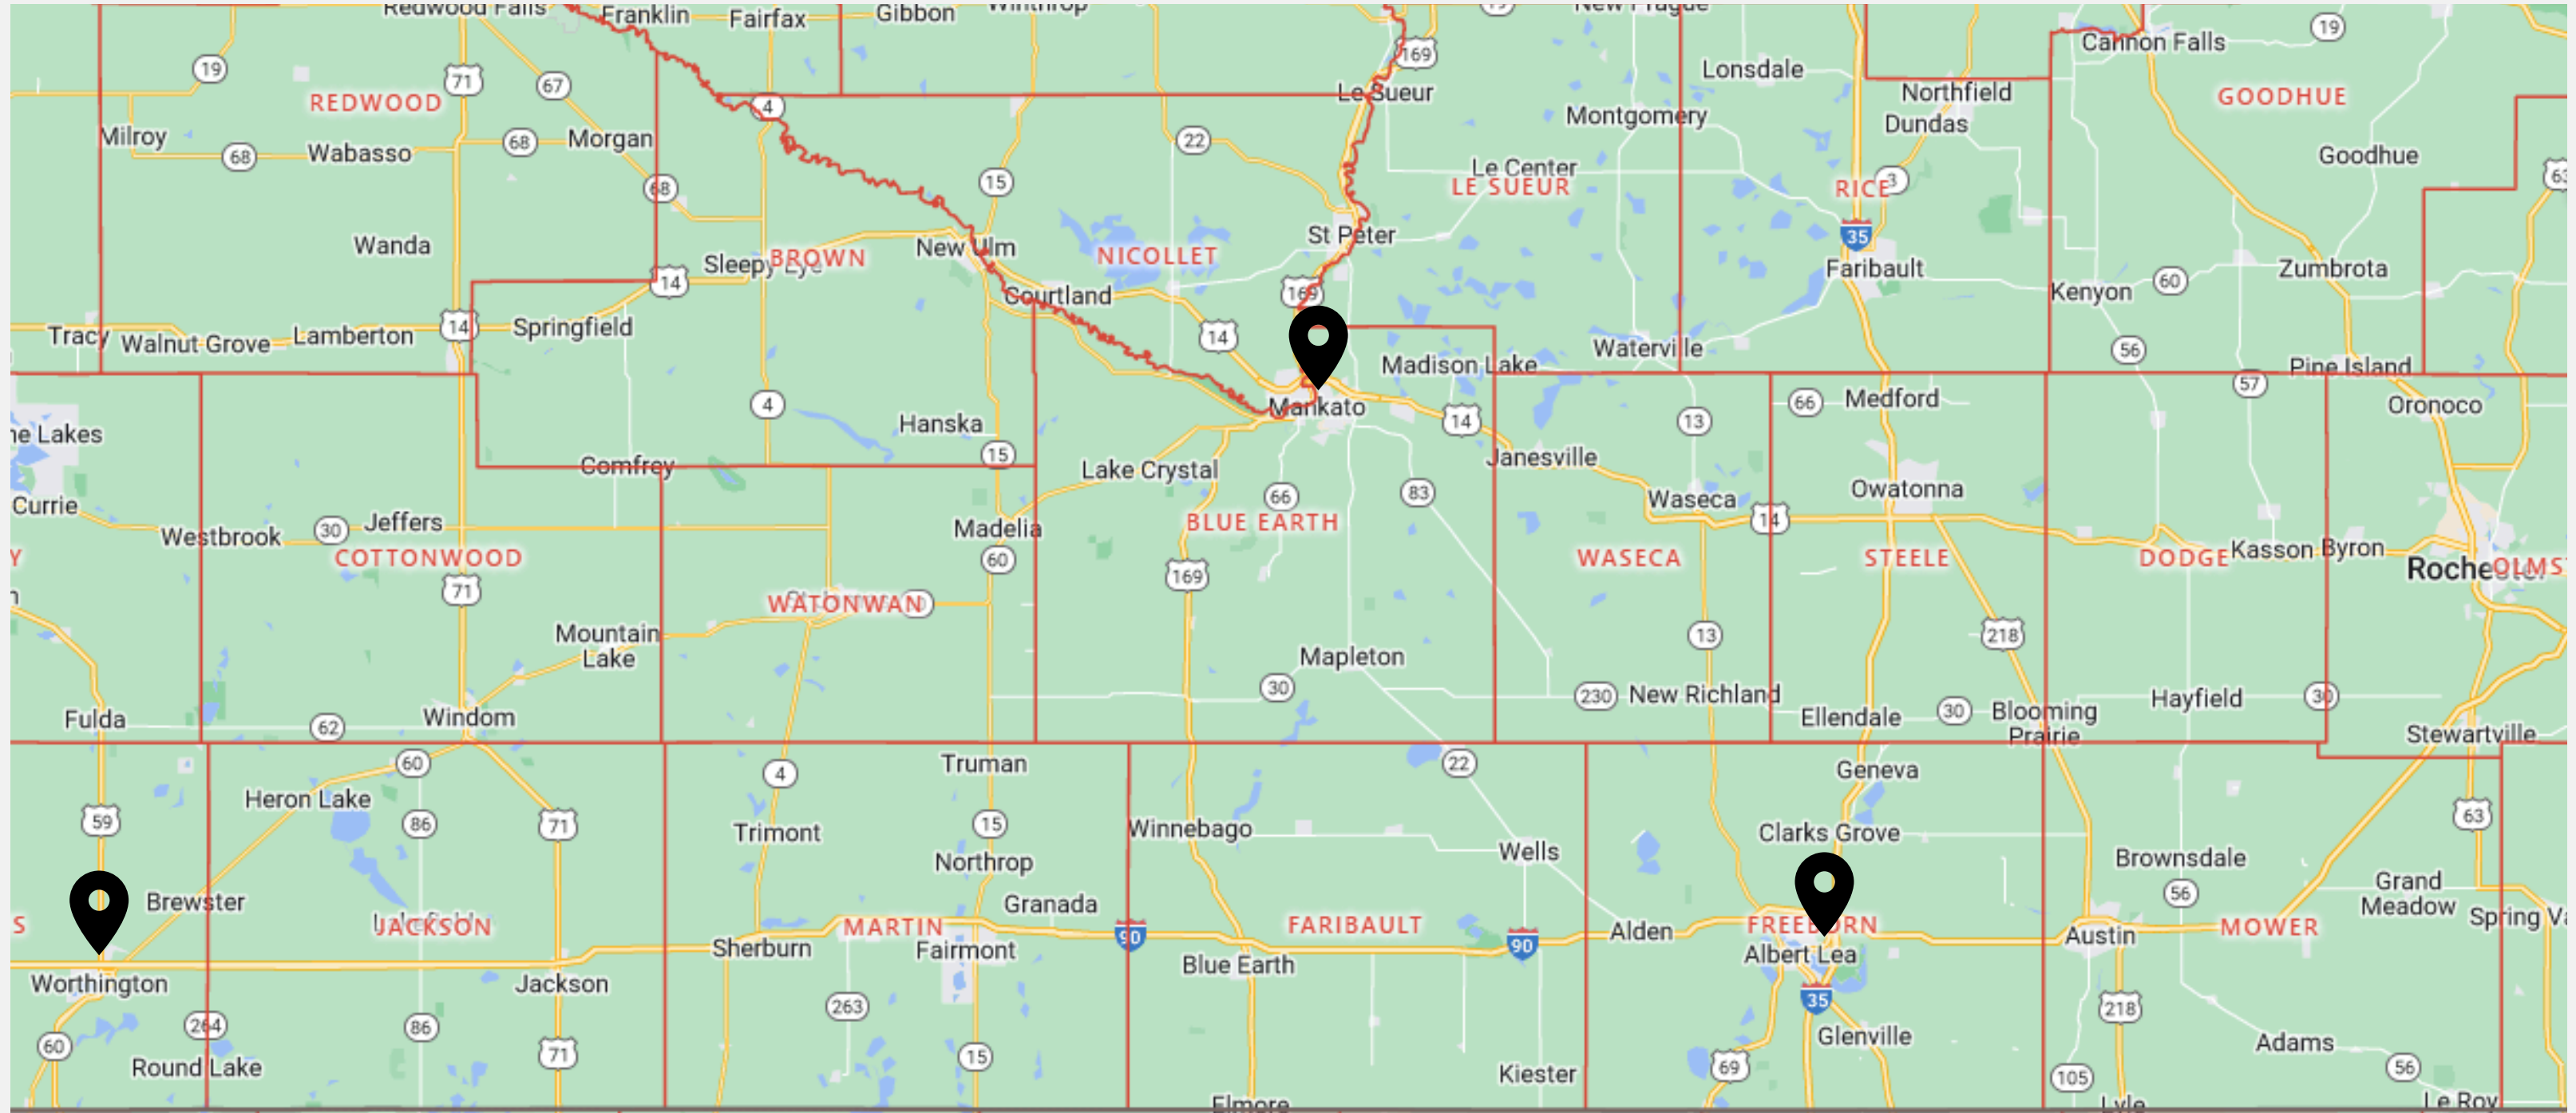 Redwood Falls
Franklin
Fairfax
Gibbon
Winthrop
19
New Prague
169
Cannon Falls
19
19
71
67
REDWOOD
4
Le Sueur
Lonsdale
Northfield
GOODHUE
Milroy
68
Wabasso
68
Morgan
22
Montgomery
Dundas
Goodhue
68
15
Le Center
LE SUEUR
RICE
3
63
Wanda
Sleepy Eye
BROWN
New Ulm
NICOLLET
St Peter
35
Faribault
Kenyon
60
Zumbrota
14
Courtland
169
Tracy
Walnut Grove
Lamberton
14
Springfield
14
Madison Lake
Waterville
56
Pine Island
57
4
Hanska
Mankato
14
13
66
Medford
Oronoco
ne Lakes
Comfrey
15
Lake Crystal
Janesville
Currie
Westbrook
30
Jeffers
Madelia
66
83
Waseca
14
Owatonna
Y
COTTONWOOD
60
BLUE EARTH
WASECA
STEELE
DODGE
Kasson
Byron
Rochester
OLMS
71
WATONWAN
169
Mountain
Lake
13
218
Mapleton
Fulda
62
Windom
30
230
New Richland
Ellendale
30
Blooming
Prairie
Hayfield
30
Stewartville
60
Heron Lake
4
Truman
22
Geneva
59
86
71
Trimont
15
Winnebago
Wells
Clarks Grove
63
Northrop
Brownsdale
Brewster
Granada
56
Grand
Meadow
S
Lakefield
JACKSON
MARTIN
90
FARIBAULT
90
Alden
FREEBORN
Austin
MOWER
Spring Va
Sherburn
Fairmont
Blue Earth
Albert Lea
Worthington
Jackson
35
264
86
263
218
60
Round Lake
71
15
Kiester
69
Glenville
105
Adams
56
Elmore
Lyle
Le Roy